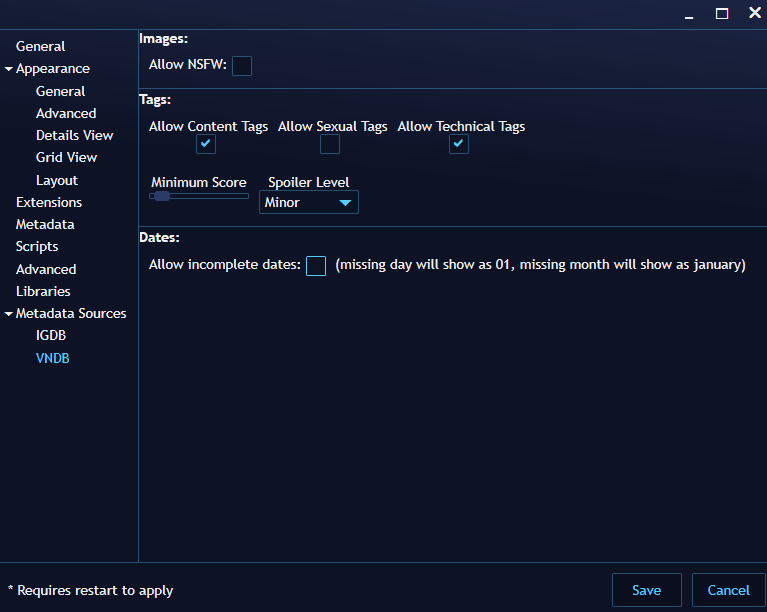 General
Appearance
General
Advanced
Details View
Grid View
Layout
Extensions
Metadata
Scripts
Advanced
Libraries
Metadata Sources
IGDB
VNDB
Images:
Allow NSFW:
Tags:
Allow Content Tags Allow Sexual Tags Allow Technical Tags
Minimum Score Spoiler Level
Minor
Dates:
Allow incomplete dates: (missing day will show as 01, missing month will show as january)
* Requires restart to apply
Save Cancel